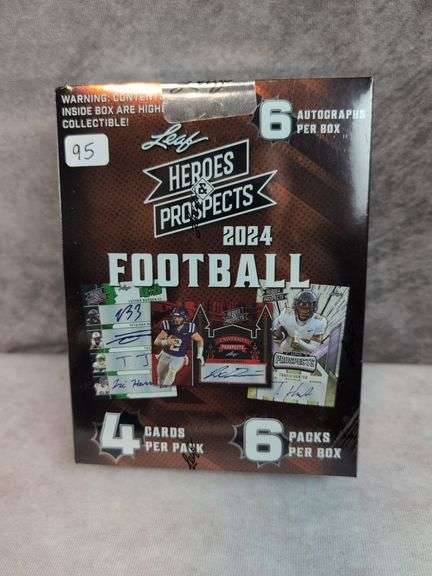 WARNING: CONTENTS
INSIDE BOX ARE HIGHLY
COLLECTIBLE!
95
6 AUTOGRAPHS
PER BOX
Leaf
HEROES
&
PROSPECTS
2024
FOOTBALL
PROSPECTS
4 CARDS
PER PACK
6 PACKS
PER BOX